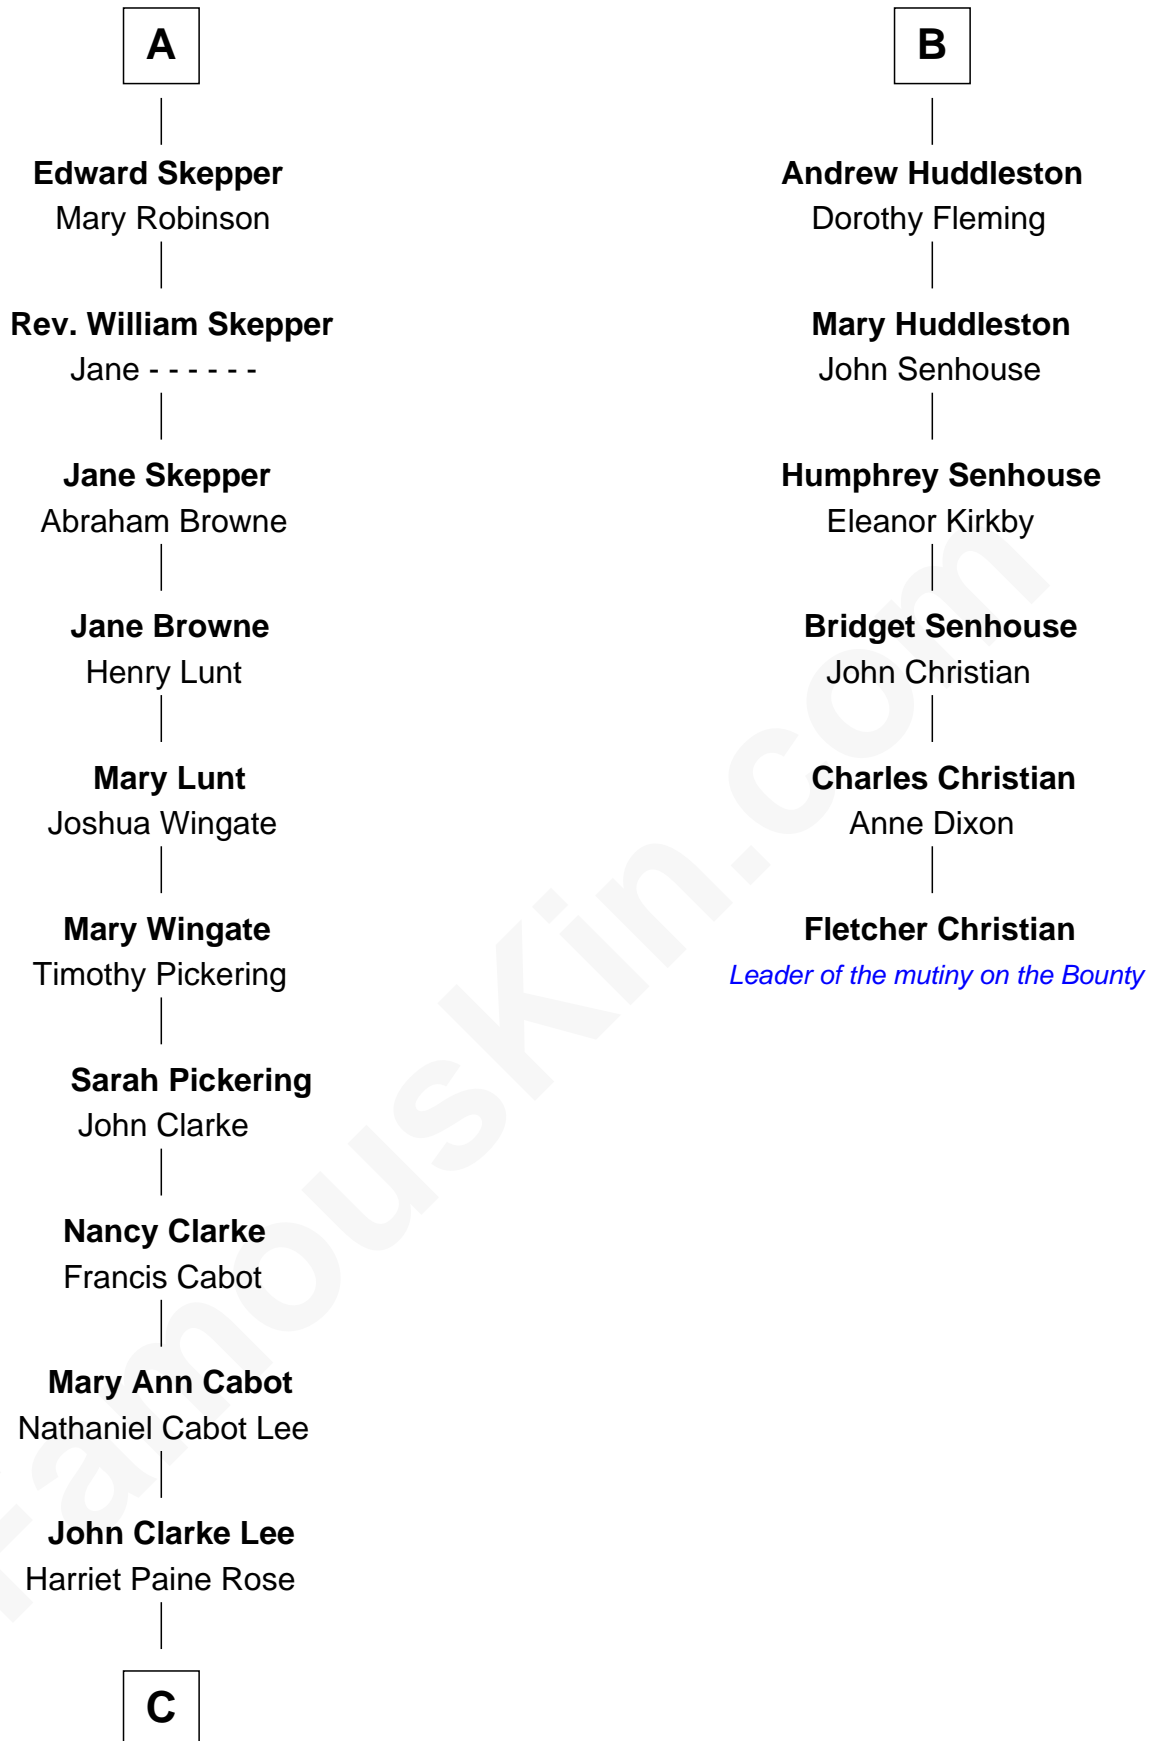 A
Edward Skepper
Mary Robinson
Rev. William Skepper
Jane - - - - - -
Jane Skepper
Abraham Browne
Jane Browne
Henry Lunt
Mary Lunt
Joshua Wingate
Mary Wingate
Timothy Pickering
Sarah Pickering
John Clarke
Nancy Clarke
Francis Cabot
Mary Ann Cabot
Nathaniel Cabot Lee
John Clarke Lee
Harriet Paine Rose
C
B
Andrew Huddleston
Dorothy Fleming
Mary Huddleston
John Senhouse
Humphrey Senhouse
Eleanor Kirkby
Bridget Senhouse
John Christian
Charles Christian
Anne Dixon
Fletcher Christian
Leader of the mutiny on the Bounty
FamousKin.com